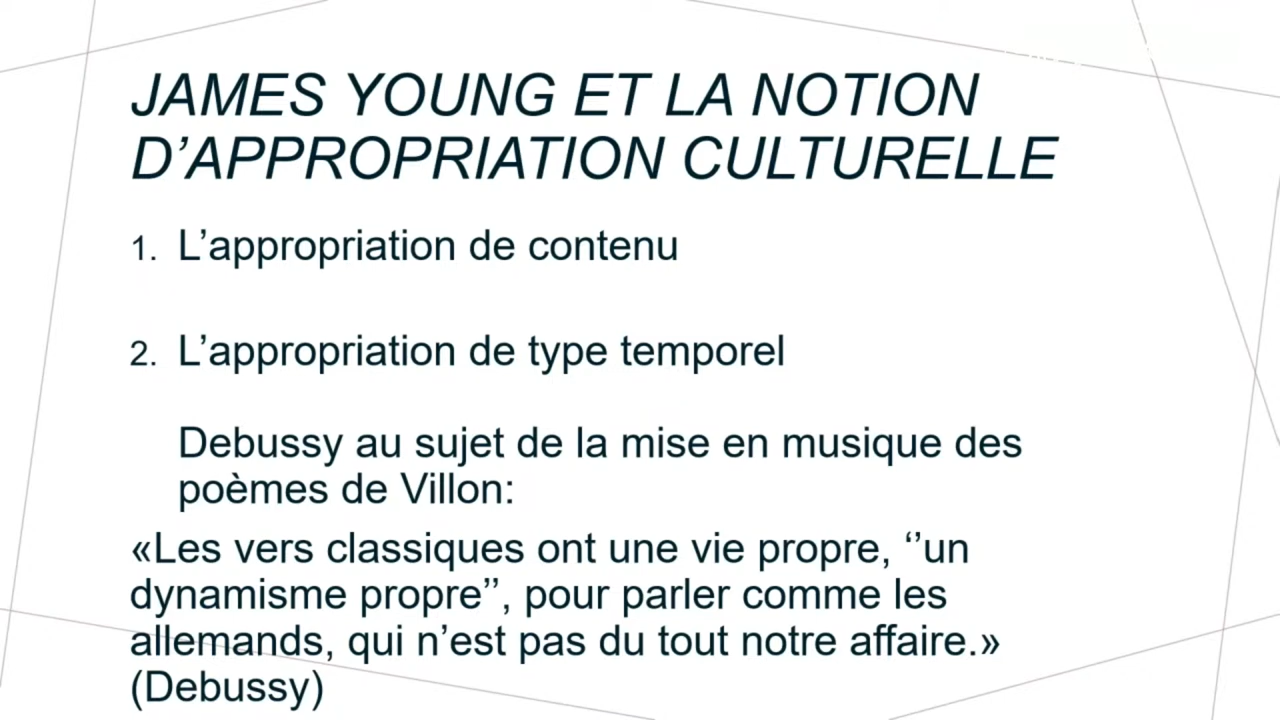 JAMES YOUNG ET LA NOTION
D’APPROPRIATION CULTURELLE
1. L’appropriation de contenu
2. L’appropriation de type temporel
Debussy au sujet de la mise en musique des
poèmes de Villon:
«Les vers classiques ont une vie propre, ‘’un
dynamisme propre’’, pour parler comme les
allemands, qui n’est pas du tout notre affaire.»
(Debussy)